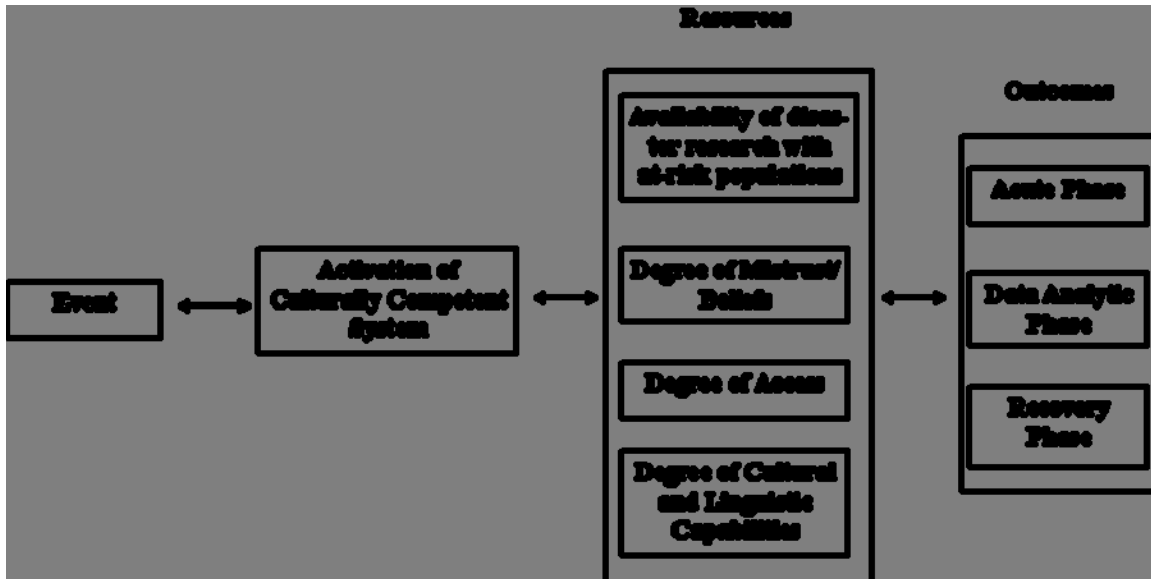 Resources
Outcomes
Event
Activation of
Culturally Competent
System
Availability of disas-
ter research with
at-risk populations
Degree of Mistrust/
Beliefs
Degree of Access
Degree of Cultural
and Linguistic
Capabilities
Acute Phase
Data Analytic
Phase
Recovery
Phase